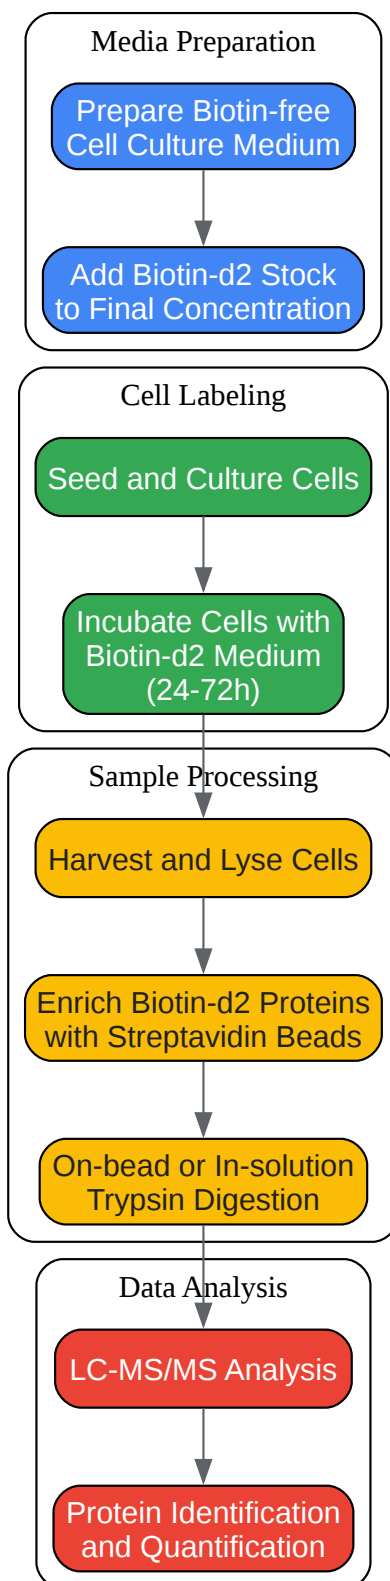 Media Preparation
Prepare Biotin-free
Cell Culture Medium
Add Biotin-d2 Stock
to Final Concentration
Cell Labeling
Seed and Culture Cells
Incubate Cells with
Biotin-d2 Medium
(24-72h)
Sample Processing
Harvest and Lyse Cells
Enrich Biotin-d2 Proteins
with Streptavidin Beads
On-bead or In-solution
Trypsin Digestion
Data Analysis
LC-MS/MS Analysis
Protein Identification
and Quantification